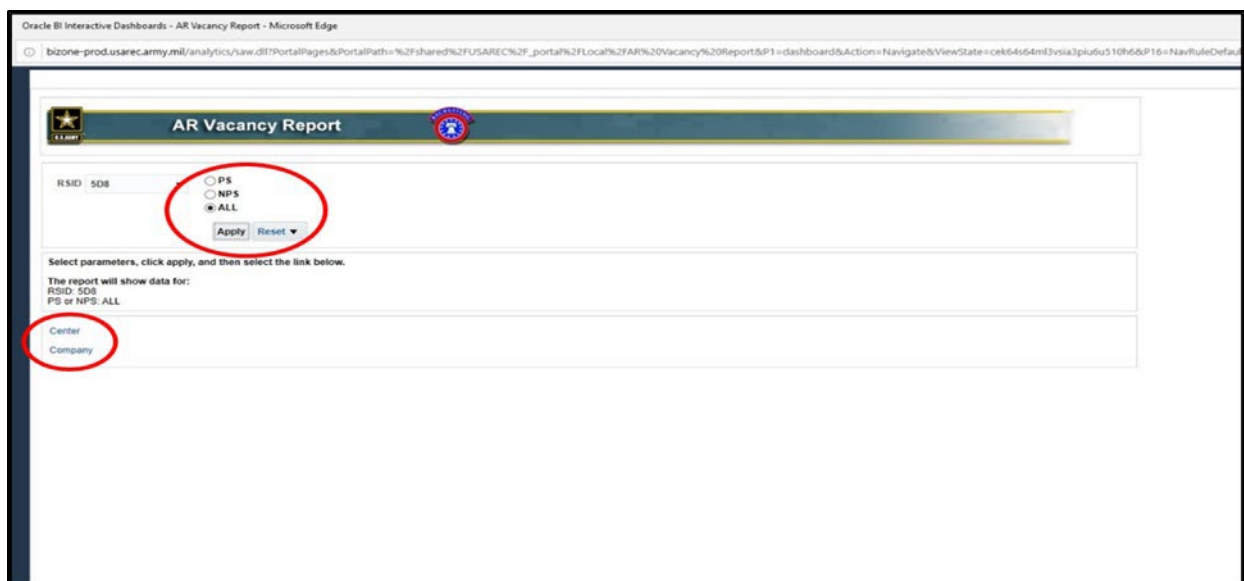 Oracle BI Interactive Dashboards - AR Vacancy Report - Microsoft Edge
bizone-prod.usarec.army.mil/analytics/saw.dll?PortalPages&PortalPath=%2Fshared%2FUSAREC%2F_portal%2FLocal%2FAR%20Vacancy%20Report&P1=dashboard&Action=Navigate&ViewState=cek64s64ml3vsia3piu6u510h6&P16=NavRuleDefaul
U.S.ARMY
AR Vacancy Report
RSID 5D8
PS
NPS
ALL
Apply Reset
Select parameters, click apply, and then select the link below.
The report will show data for:
RSID: 5D8
PS or NPS: ALL
Center
Company